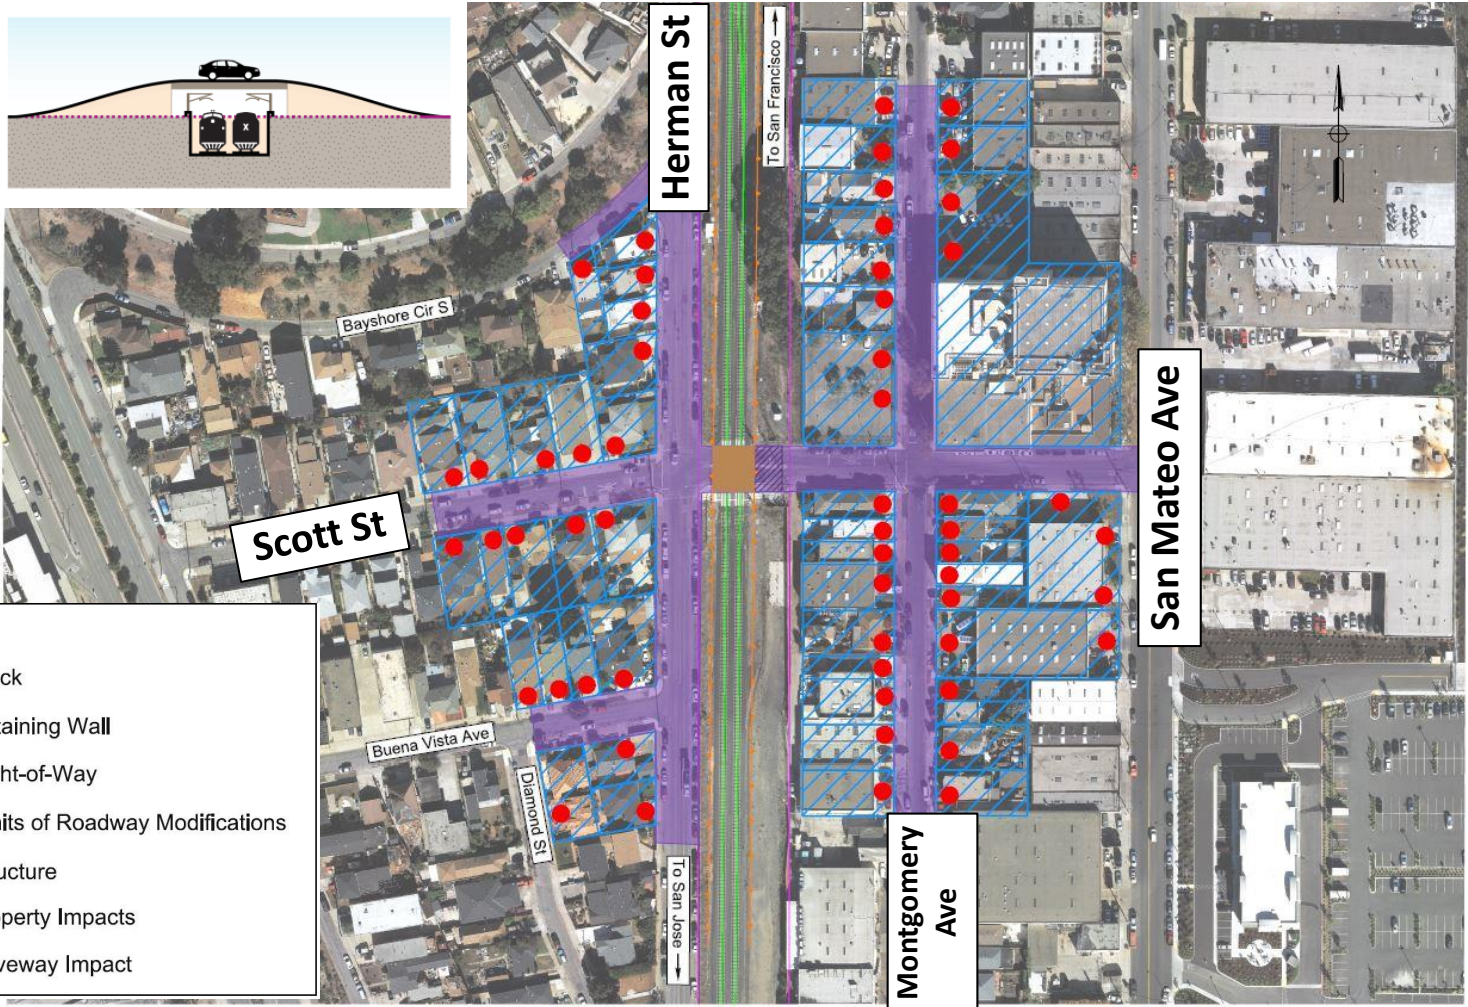 Herman St
To San Francisco
X
Bayshore Cir S
Scott St
San Mateo Ave
ck
aining Wall
ht-of-Way
its of Roadway Modifications
ucture
perty Impacts
veway Impact
Buena Vista Ave
Diamond St
To San Jose
Montgomery
Ave